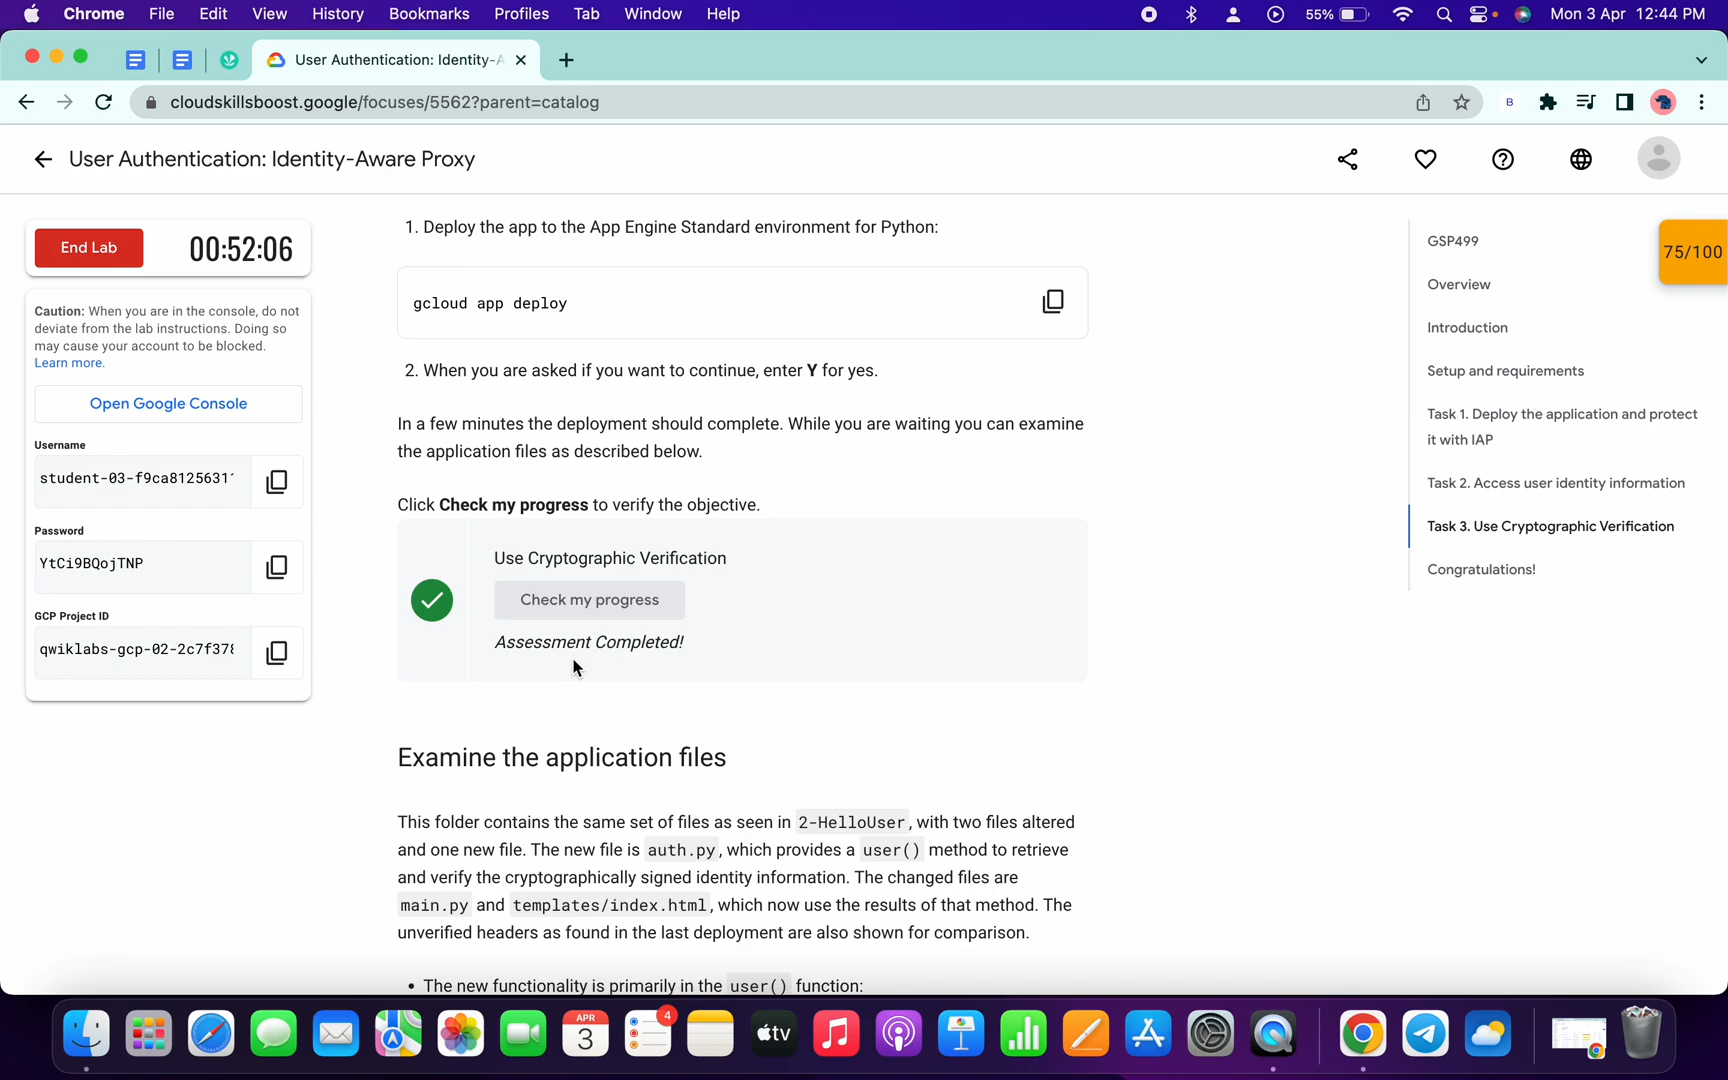 Chrome File Edit View History Bookmarks Profiles Tab Window Help 55% Mon 3 Apr 12:44 PM
User Authentication: Identity-A
cloudskillsboost.google/focuses/5562?parent=catalog B
User Authentication: Identity-Aware Proxy
End Lab 00:52:06
Caution: When you are in the console, do not
deviate from the lab instructions. Doing so
may cause your account to be blocked.
Learn more.
Open Google Console
Username
student-03-f9ca8125631
Password
YtCi9BQojTNP
GCP Project ID
qwiklabs-gcp-02-2c7f378
1. Deploy the app to the App Engine Standard environment for Python:
gcloud app deploy
2. When you are asked if you want to continue, enter Y for yes.
In a few minutes the deployment should complete. While you are waiting you can examine
the application files as described below.
Click Check my progress to verify the objective.
Use Cryptographic Verification
Check my progress
Assessment Completed!
Examine the application files
This folder contains the same set of files as seen in 2-HelloUser, with two files altered
and one new file. The new file is auth.py, which provides a user() method to retrieve
and verify the cryptographically signed identity information. The changed files are
main.py and templates/index.html, which now use the results of that method. The
unverified headers as found in the last deployment are also shown for comparison.
• The new functionality is primarily in the user() function:
GSP499
Overview
Introduction
Setup and requirements
Task 1. Deploy the application and protect
it with IAP
Task 2. Access user identity information
Task 3. Use Cryptographic Verification
Congratulations!
75/100
APR
3
4
tv